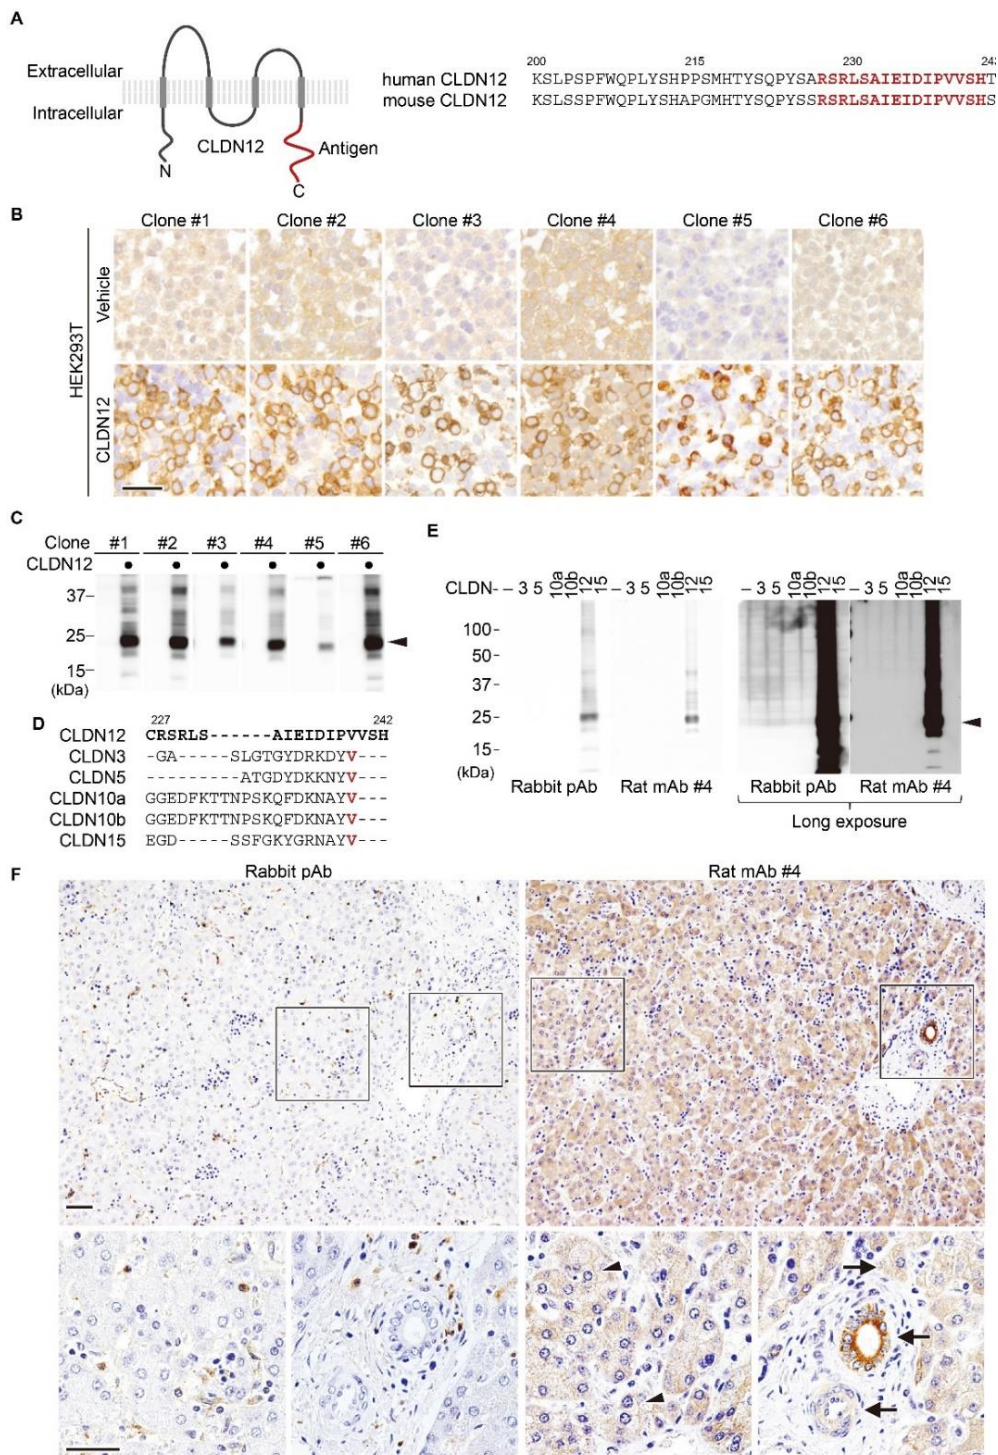 A
Extracellular
Intracellular
CLDN12
Antigen
N
C
200 215 230 243
human CLDN12 KSLPSPFWQPLYSHPPSMHTYSQPYSARSRLSAIEIDIPVVSHT
mouse CLDN12 KSLSSPFWQPLYSHAPGMHTYSQPYSSRSRLSAIEIDIPVVSHS
B
Clone #1 Clone #2 Clone #3 Clone #4 Clone #5 Clone #6
HEK293T
Vehicle
CLDN12
C
Clone #1 #2 #3 #4 #5 #6
CLDN12
37
25
15
(kDa)
D
227 242
CLDN12 CRSRLS------AIEIDIPVVSH
CLDN3 -GA-----SLGTGYDRKDYV---
CLDN5 ----------ATGDYDKKNYV---
CLDN10a GGEDFKTTNPSKQFDKNAYV---
CLDN10b GGEDFKTTNPSKQFDKNAYV---
CLDN15 EGD-----SSFGKYGRNAYV---
E
CLDN- – 3 5 10a 10b 12 15 – 3 5 10a 10b 12 15 – 3 5 10a 10b 12 15 – 3 5 10a 10b 12 15
100
50
37
25
15
(kDa)
Rabbit pAb Rat mAb #4 Rabbit pAb Rat mAb #4
Long exposure
F
Rabbit pAb Rat mAb #4